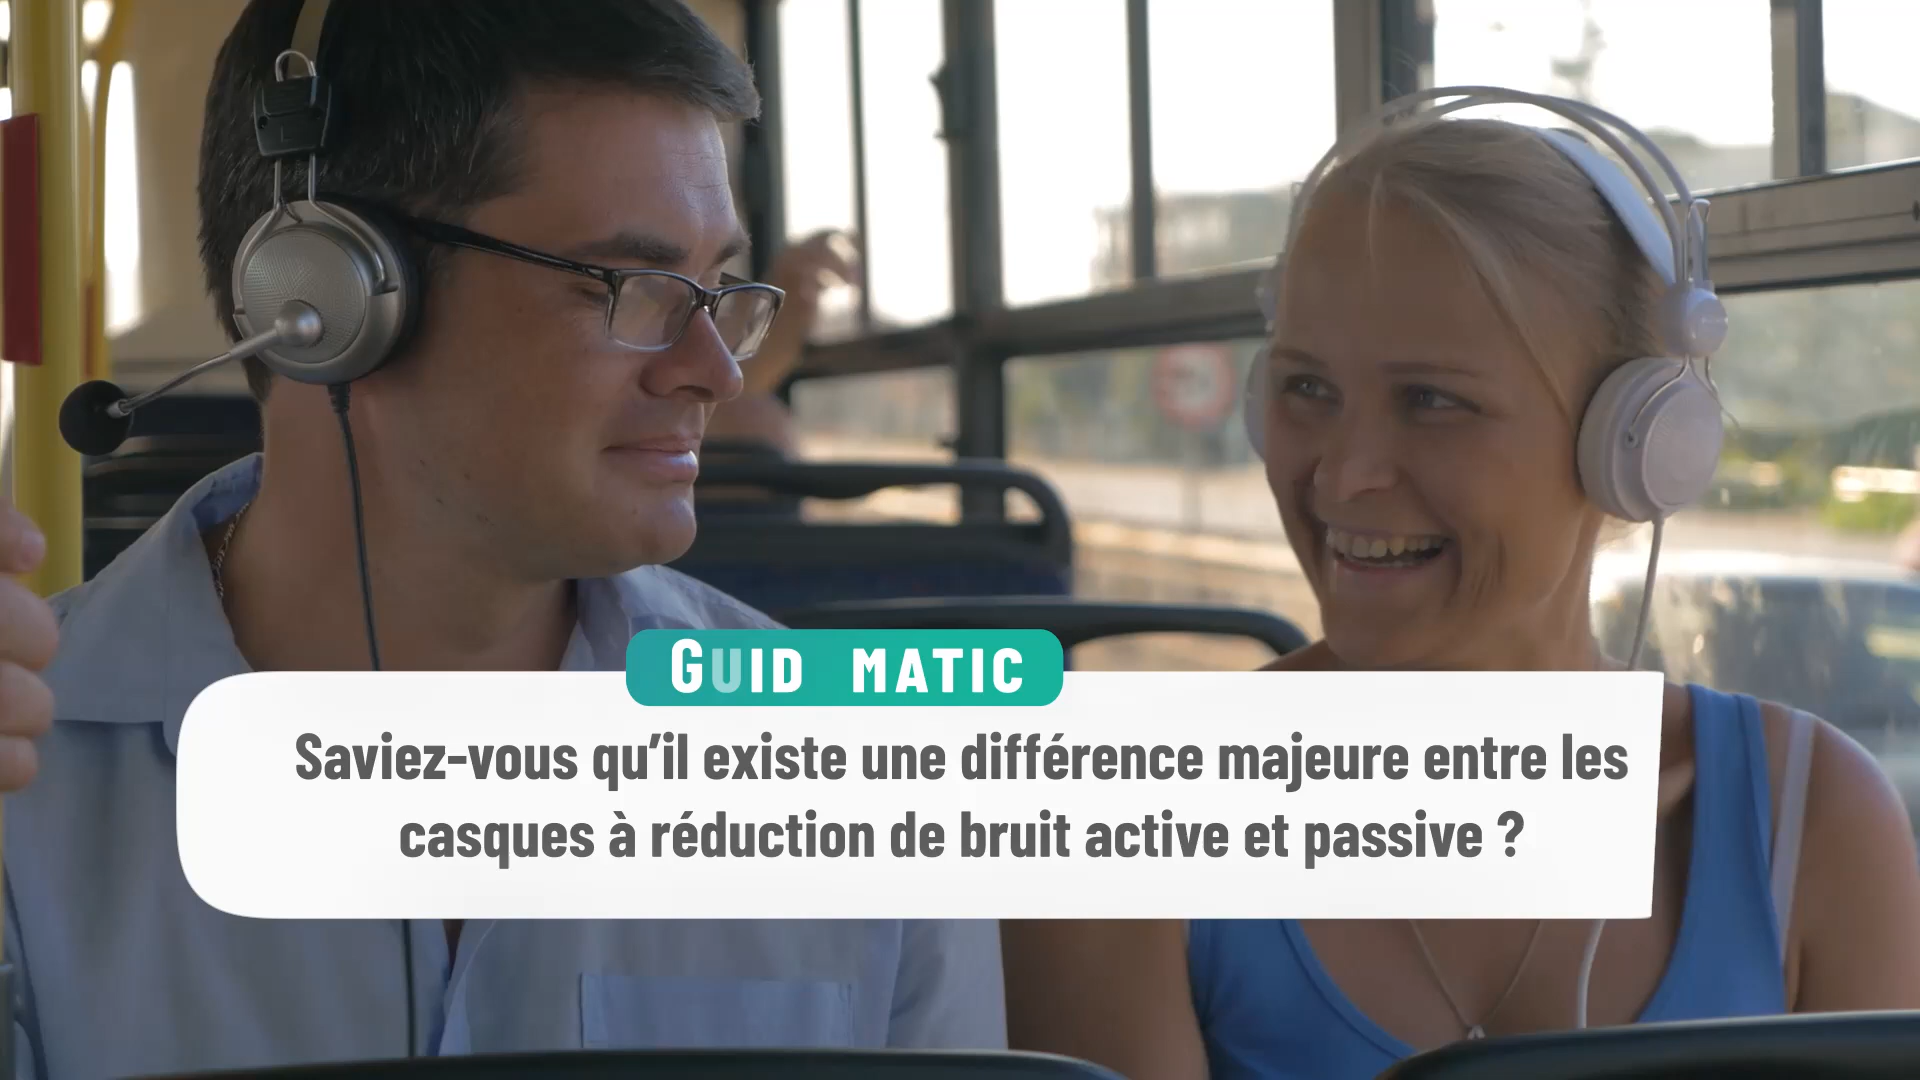 GUID MATIC
Saviez-vous qu’il existe une différence majeure entre les
casques à réduction de bruit active et passive ?